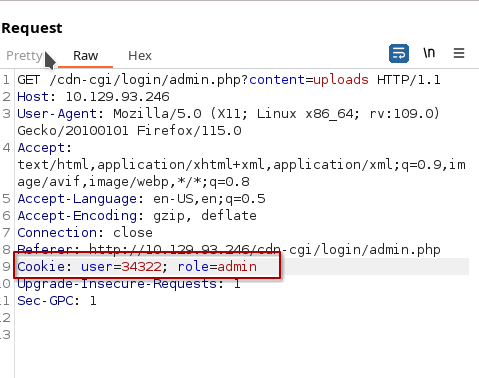 Request
Pretty Raw Hex
\n
1 GET /cdn-cgi/login/admin.php?content=uploads HTTP/1.1
2 Host: 10.129.93.246
3 User-Agent: Mozilla/5.0 (X11; Linux x86_64; rv:109.0)
Gecko/20100101 Firefox/115.0
4 Accept:
text/html,application/xhtml+xml,application/xml;q=0.9,im
age/avif,image/webp,*/*;q=0.8
5 Accept-Language: en-US,en;q=0.5
6 Accept-Encoding: gzip, deflate
7 Connection: close
8 Referer: http://10.129.93.246/cdn-cgi/login/admin.php
9 Cookie: user=34322; role=admin
10 Upgrade-Insecure-Requests: 1
11 Sec-GPC: 1
12
13